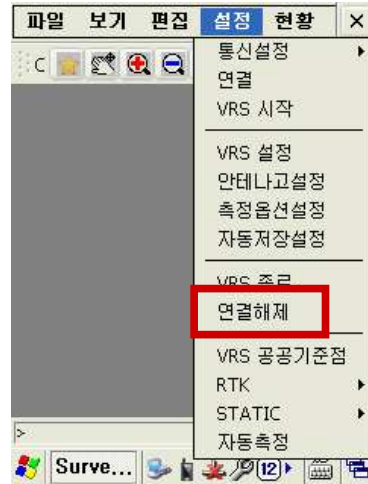 파일 보기 편집 설정 현황 ×
C
통신설정
연결
VRS 시작
VRS 설정
안테나고설정
측정옵션설정
자동저장설정
VRS 종료
연결해제
VRS 공공기준점
RTK
STATIC
자동측정
>
Surve... 12